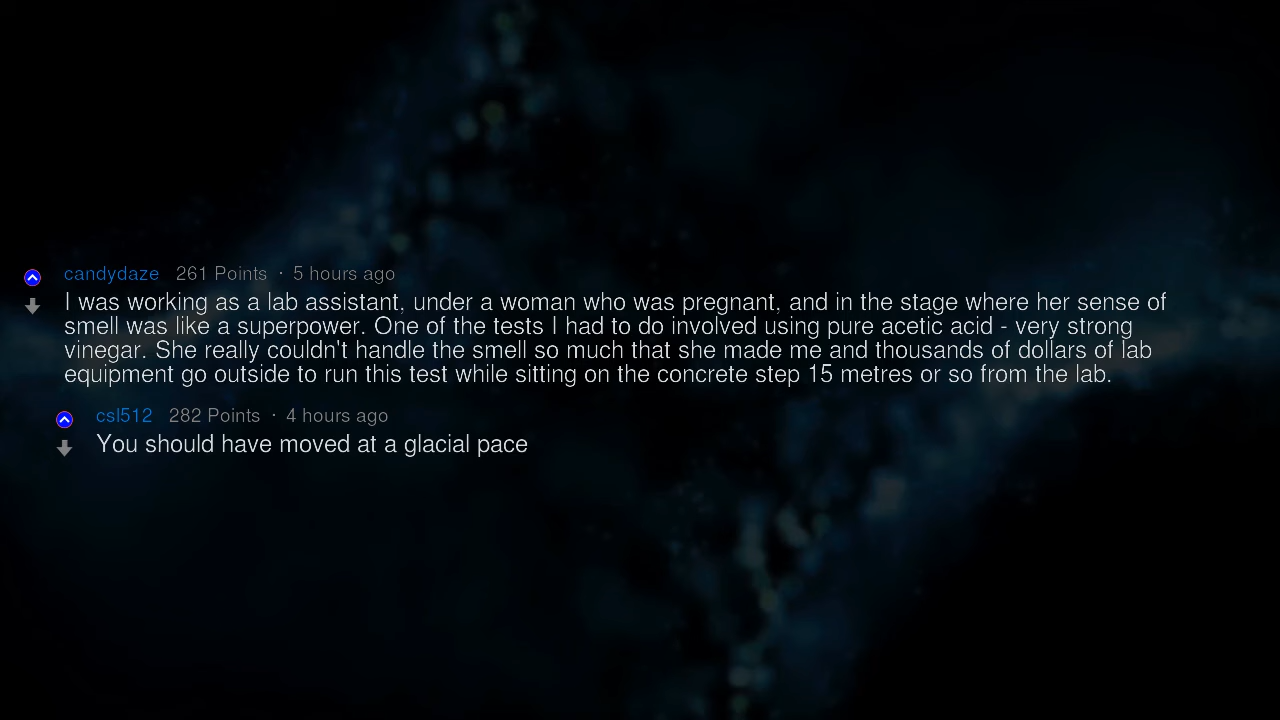 candydaze 261 Points · 5 hours ago
I was working as a lab assistant, under a woman who was pregnant, and in the stage where her sense of
smell was like a superpower. One of the tests I had to do involved using pure acetic acid - very strong
vinegar. She really couldn't handle the smell so much that she made me and thousands of dollars of lab
equipment go outside to run this test while sitting on the concrete step 15 metres or so from the lab.
csl512 282 Points · 4 hours ago
You should have moved at a glacial pace